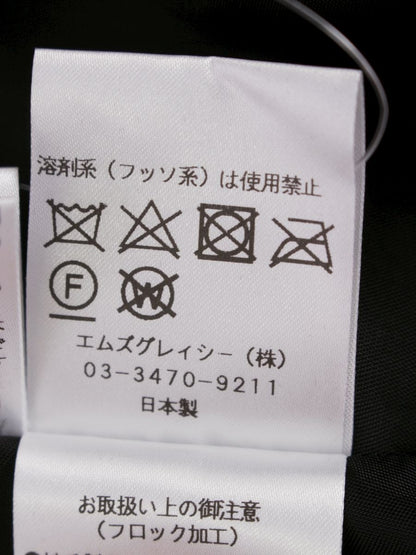 溶剤系（フッソ系）は使用禁止
F
W
エムズグレィシー（株）
03-3470-9211
日本製
お取扱い上の御注意
（フロック加工）